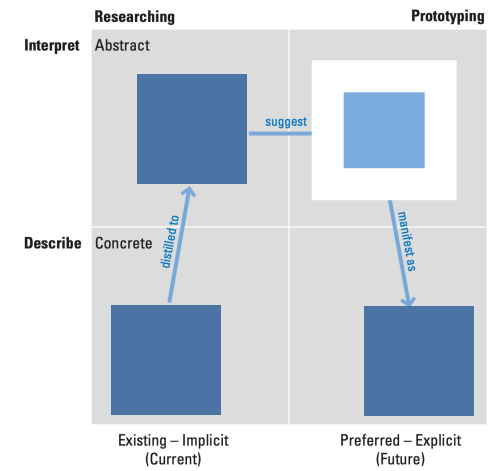 Researching
Prototyping
Interpret
Abstract
suggest
distilled to
manifest as
Describe
Concrete
Existing – Implicit
(Current)
Preferred – Explicit
(Future)